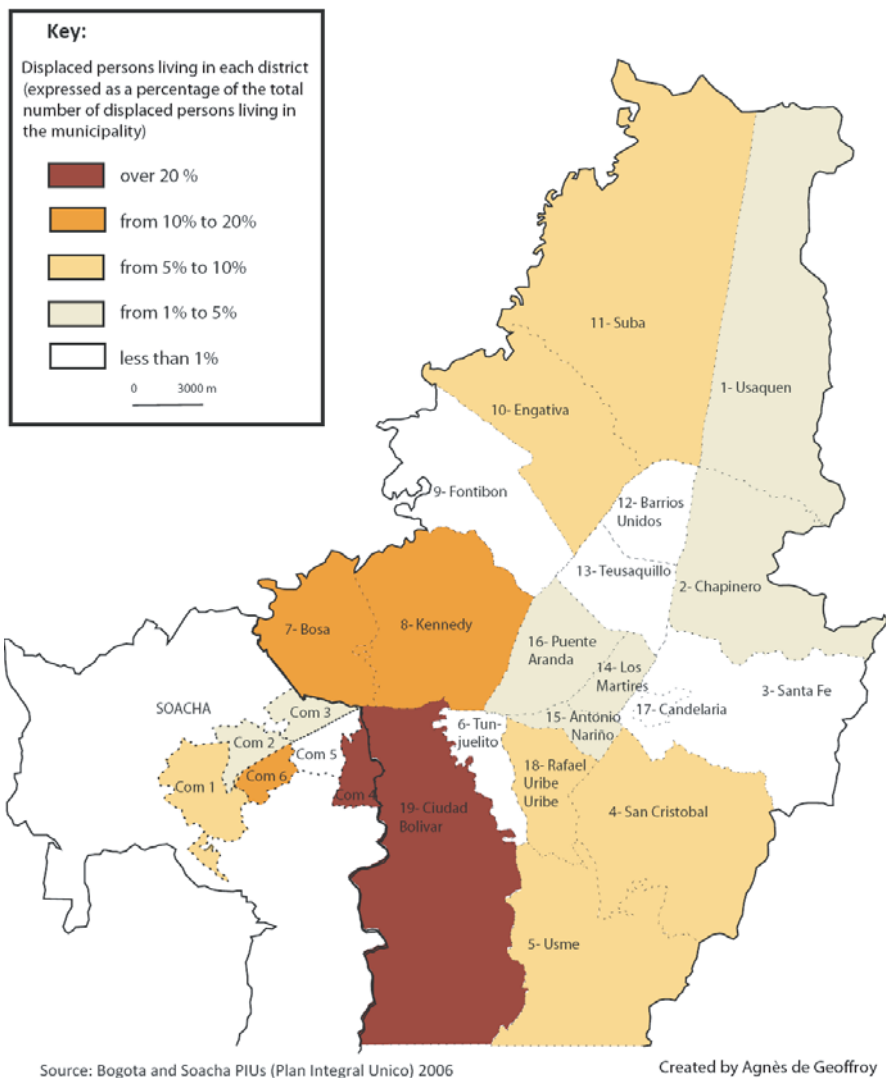 Key:
Displaced persons living in each district
(expressed as a percentage of the total
number of displaced persons living in
the municipality)
over 20 %
from 10% to 20%
from 5% to 10%
from 1% to 5%
less than 1%
0 3000 m
11- Suba
1- Usaquen
10- Engativa
9- Fontibon
12- Barrios
Unidos
13- Teusaquillo
2- Chapinero
7- Bosa
8- Kennedy
16- Puente
Aranda
14- Los
Martires
3- Santa Fe
17- Candelaria
15- Antonio
Nariño
6- Tun-
juelito
SOACHA
Com 3
Com 2
Com 5
Com 6
Com 1
Com 4
19- Ciudad
Bolivar
18- Rafael
Uribe
Uribe
4- San Cristobal
5- Usme
Source: Bogota and Soacha PIUs (Plan Integral Unico) 2006
Created by Agnès de Geoffroy